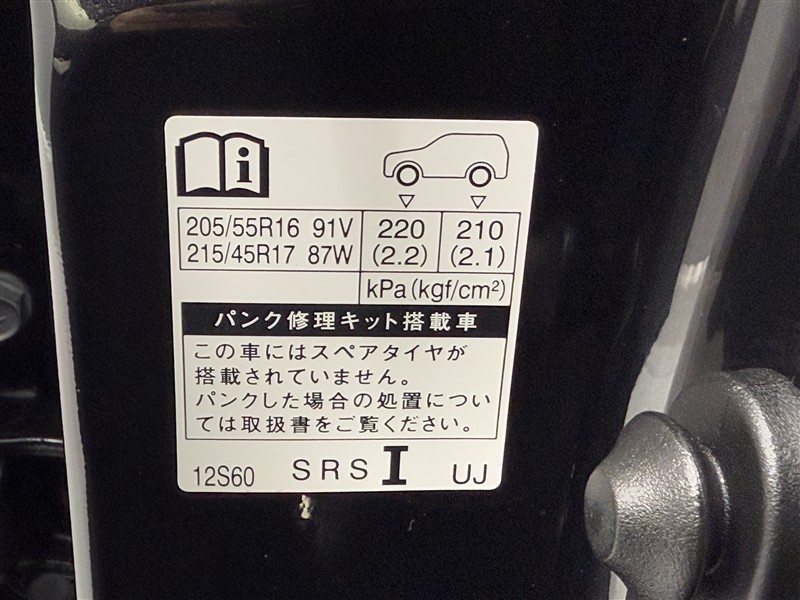 i
205/55R16 91V 220 210
215/45R17 87W (2.2) (2.1)
kPa(kgf/cm²)
パンク修理キット搭載車
この車にはスペアタイヤが
搭載されていません。
パンクした場合の処置につい
ては取扱書をご覧ください。
12S60 SRS I UJ